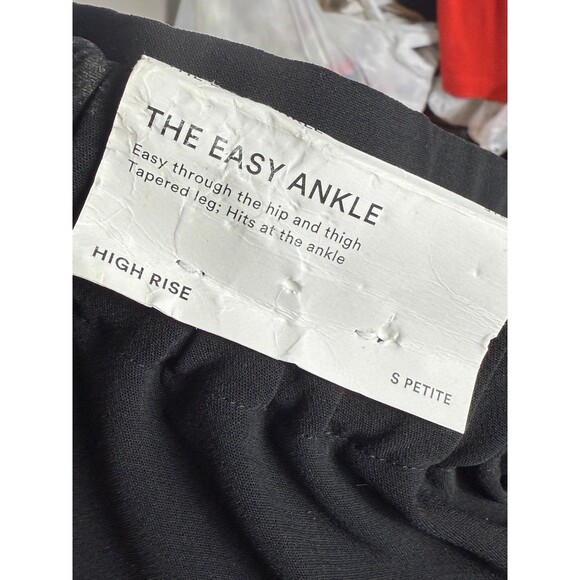 THE EASY ANKLE
Easy through the hip and thigh
Tapered leg; Hits at the ankle
HIGH RISE
S PETITE